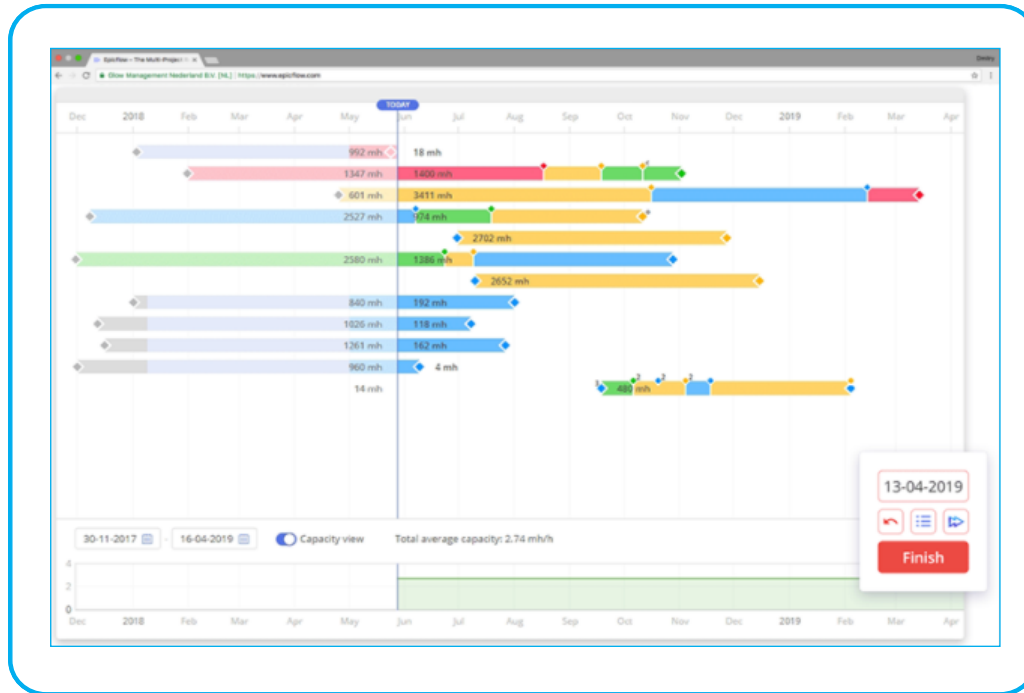 Epicflow - The Multi-Project
Dmitry
Glow Management Nederland B.V. [NL] | https://www.epicflow.com
TODAY
Dec 2018 Feb Mar Apr May Jun Jul Aug Sep Oct Nov Dec 2019 Feb Mar Apr
992 mh 18 mh
1347 mh 1400 mh
601 mh 3411 mh
2527 mh 974 mh
2702 mh
2580 mh 1386 mh
2652 mh
840 mh 192 mh
1026 mh 118 mh
1261 mh 162 mh
960 mh 4 mh
3 2 2 2
14 mh 480 mh
13-04-2019
30-11-2017 - 16-04-2019 Capacity view Total average capacity: 2.74 mh/h
Finish
4
2
0
Dec 2018 Feb Mar Apr May Jun Jul Aug Sep Oct Nov Dec 2019 Feb Mar Apr